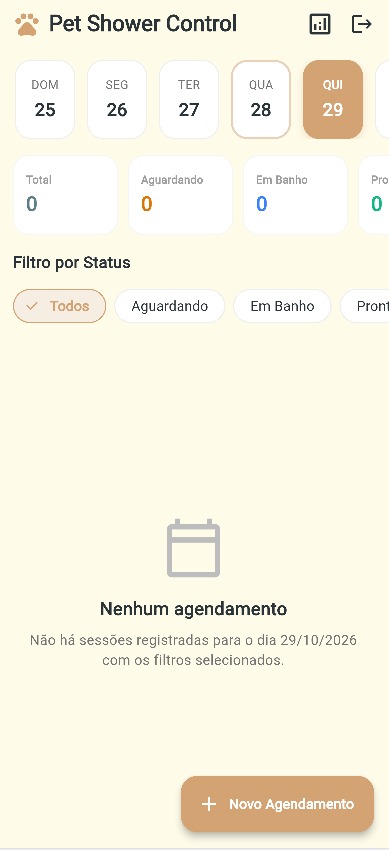 Pet Shower Control
DOM SEG TER QUA QUI
25 26 27 28 29
Total Aguardando Em Banho Pro
0 0 0 0
Filtro por Status
Todos Aguardando Em Banho Pront
Nenhum agendamento
Não há sessões registradas para o dia 29/10/2026
com os filtros selecionados.
Novo Agendamento